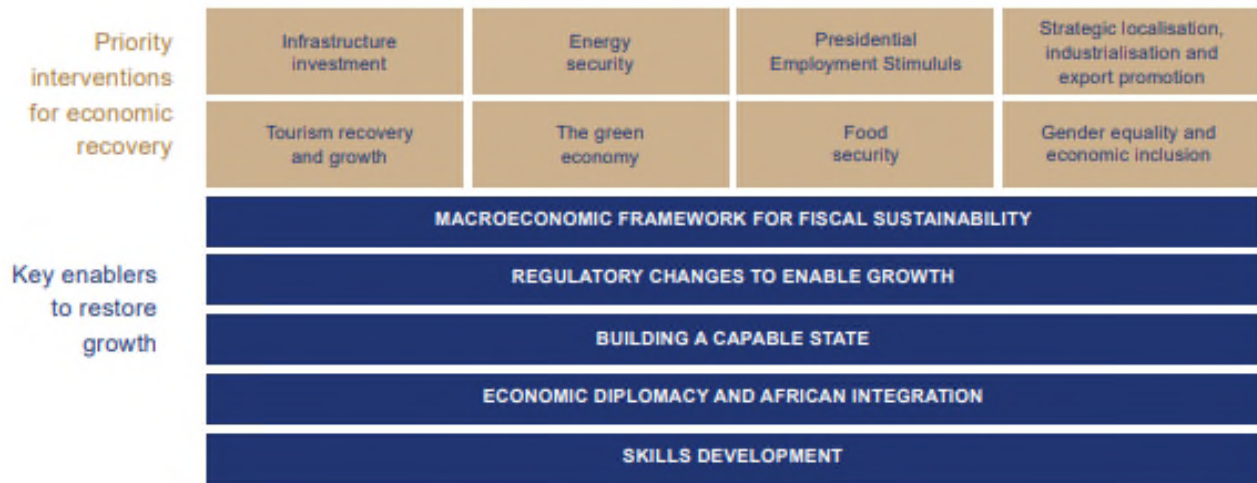 Priority
interventions
for economic
recovery
Infrastructure
investment
Energy
security
Presidential
Employment Stimululs
Strategic localisation,
industrialisation and
export promotion
Tourism recovery
and growth
The green
economy
Food
security
Gender equality and
economic inclusion
Key enablers
to restore
growth
MACROECONOMIC FRAMEWORK FOR FISCAL SUSTAINABILITY
REGULATORY CHANGES TO ENABLE GROWTH
BUILDING A CAPABLE STATE
ECONOMIC DIPLOMACY AND AFRICAN INTEGRATION
SKILLS DEVELOPMENT